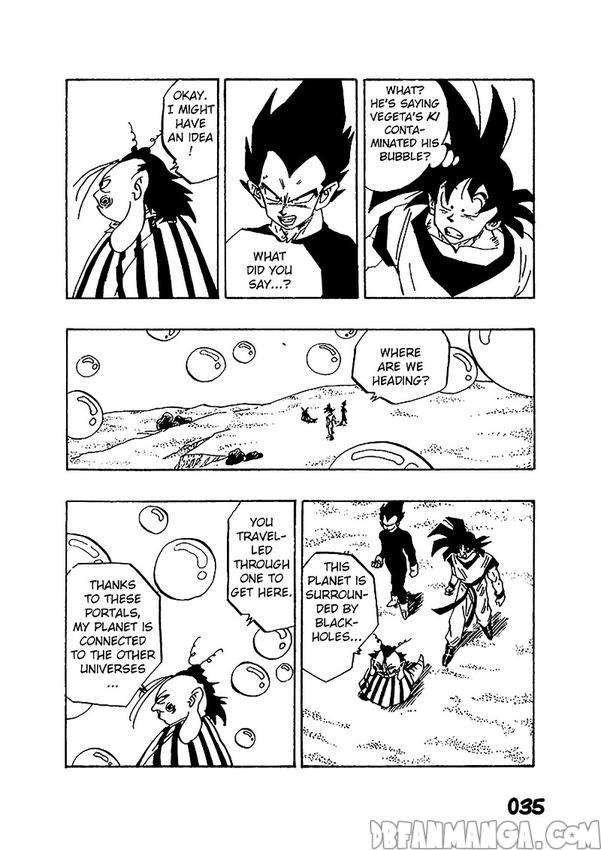 WHAT?
HE'S SAYING
VEGETA'S KI
CONTA-
MINATED HIS
BUBBLE?
WHAT
DID YOU
SAY...?
OKAY.
I MIGHT
HAVE
AN IDEA
!
WHERE
ARE WE
HEADING?
THIS
PLANET IS
SURROUN-
DED BY
BLACK-
HOLES...
YOU
TRAVEL-
LED
THROUGH
ONE TO
GET HERE.
THANKS
TO THESE
PORTALS,
MY PLANET IS
CONNECTED
TO THE OTHER
UNIVERSES
...
035
DBFANMANGA.COM